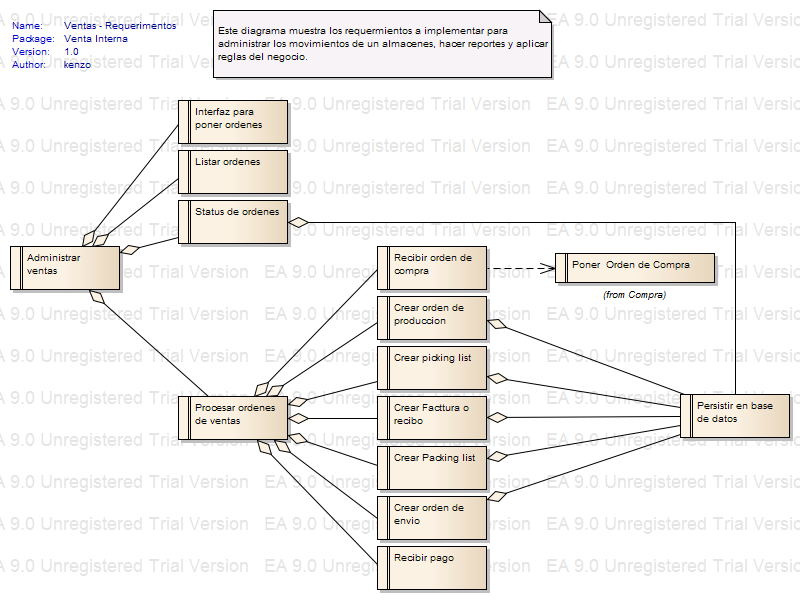 Name: Ventas - Requerimentos
Package: Venta Interna
Version: 1.0
Author: kenzo
Este diagrama muestra los requermientos a implementar para
administrar los movimientos de un almacenes, hacer reportes y aplicar
reglas del negocio.
Interfaz para
poner ordenes
Listar ordenes
Status de ordenes
Administrar
ventas
Recibir orden de
compra
Poner Orden de Compra
(from Compra)
Crear orden de
produccion
Crear picking list
Procesar ordenes
de ventas
Crear Facttura o
recibo
Persistir en base
de datos
Crear Packing list
Crear orden de
envio
Recibir pago
EA 9.0 Unregistered Trial Version